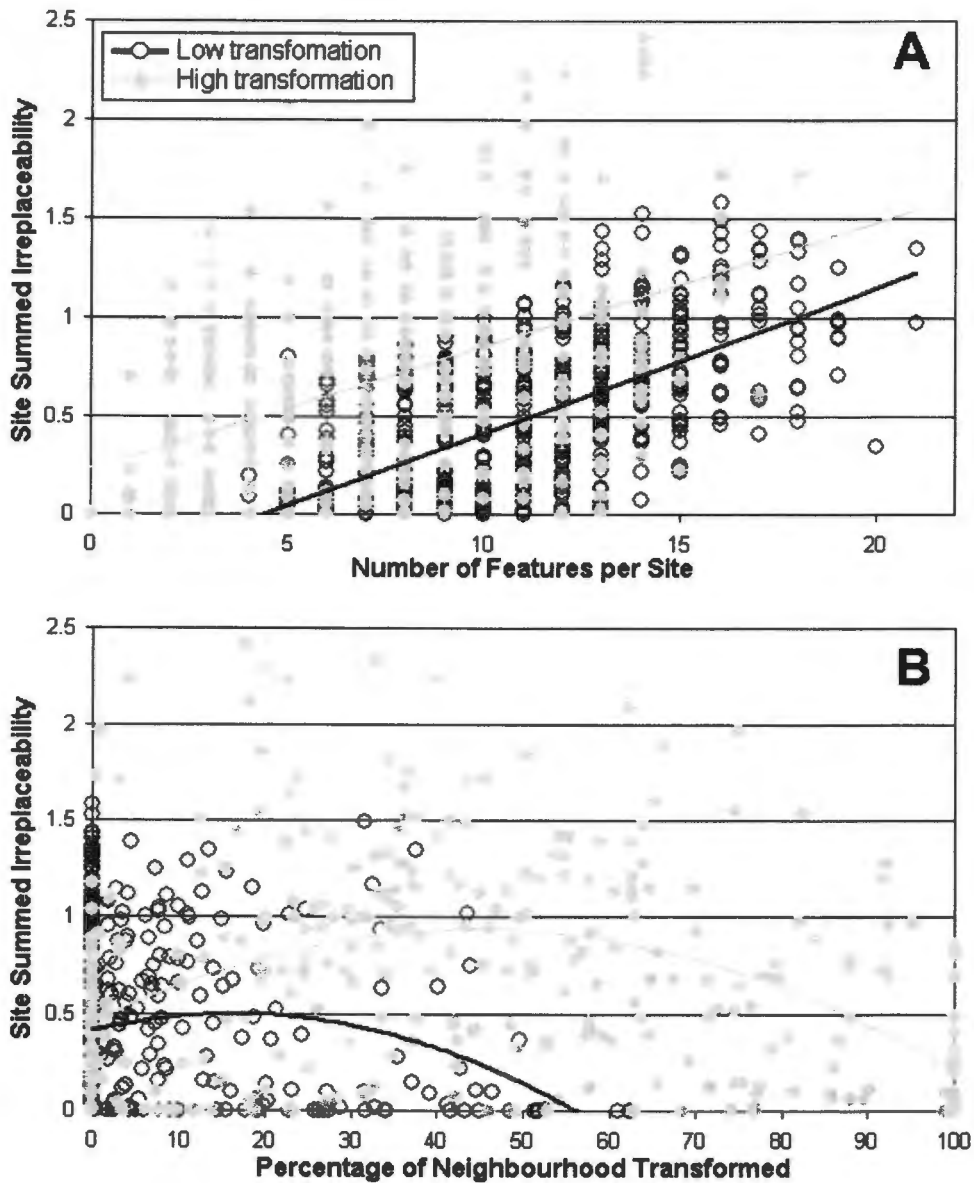 2.5
Low transfomation
High transformation
A
2
1.5
1
0.5
0
Site Summed Irreplaceability
0 5 10 15 20
Number of Features per Site
2.5
B
2
1.5
1
0.5
0
Site Summed Irreplaceability
0 10 20 30 40 50 60 70 80 90 100
Percentage of Neighbourhood Transformed